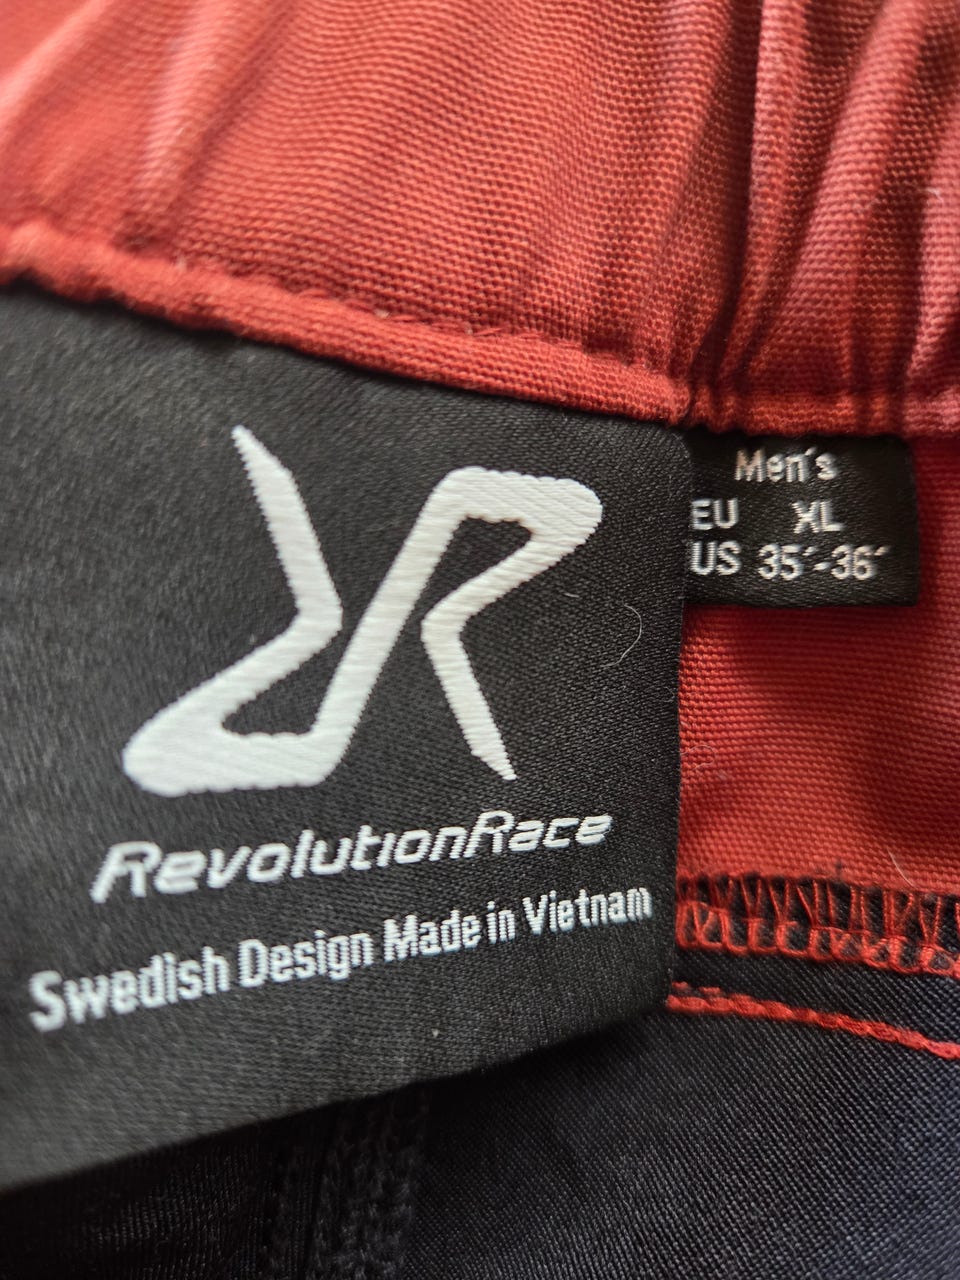 Men´s
EU XL
US 35´-36´
RevolutionRace
Swedish Design Made in Vietnam